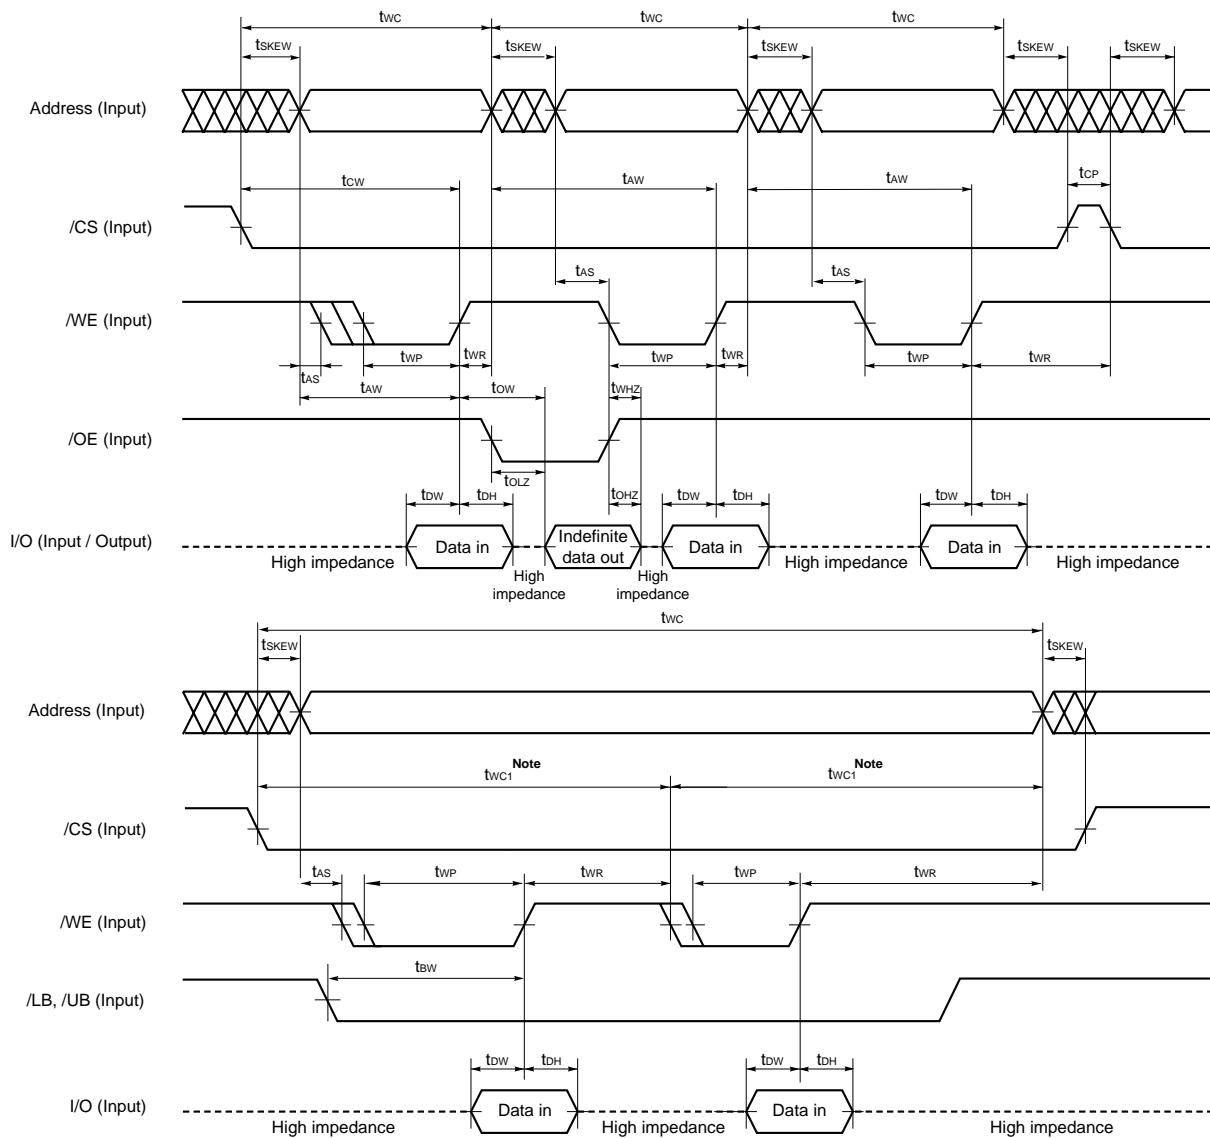 tWC tWC tWC
tSKEW tSKEW tSKEW tSKEW tSKEW
Address (Input)
tCW tAW tAW tCP
/CS (Input)
tAS tAS
/WE (Input)
tWP tWR tWP tWR tWP tWR
tAS
tAW tOW tWHZ
/OE (Input)
tOLZ tOHZ
tDW tDH tDW tDH tDW tDH
I/O (Input / Output)
Data in Indefinite data out Data in Data in
High impedance High impedance High impedance High impedance High impedance
tWC
tSKEW tSKEW
Address (Input)
Note Note
tWC1 tWC1
/CS (Input)
tAS tWP tWR tWP tWR
/WE (Input)
tBW
/LB, /UB (Input)
tDW tDH tDW tDH
I/O (Input)
Data in Data in
High impedance High impedance High impedance